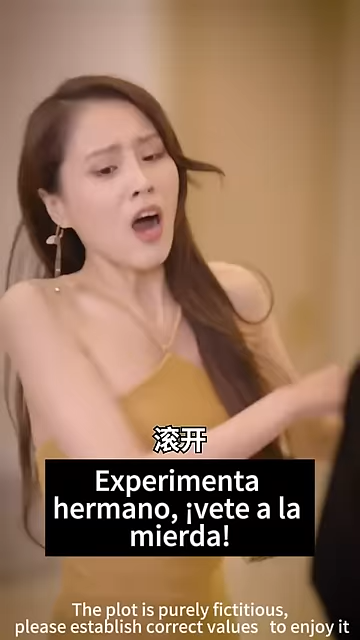 滚开
Experimenta
hermano, ¡vete a la
mierda!
The plot is purely fictitious,
please establish correct values to enjoy it